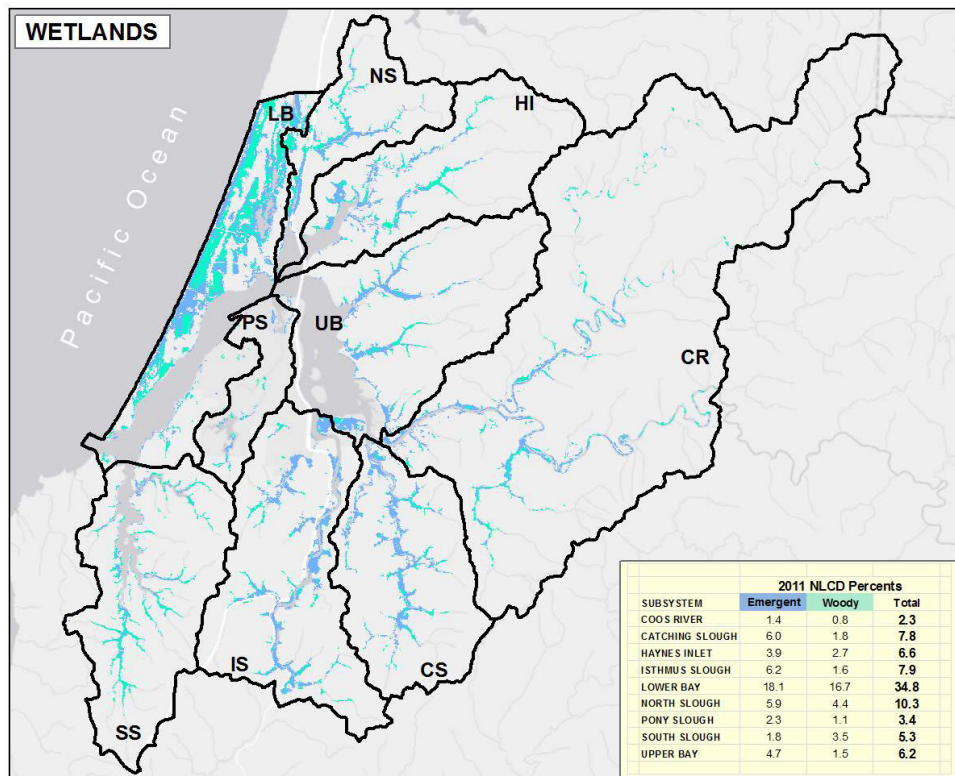 WETLANDS
NS
HI
LB
Pacific Ocean
PS
UB
CR
IS
CS
SS
2011 NLCD Percents
SUBSYSTEM Emergent Woody Total
COOS RIVER 1.4 0.8 2.3
CATCHING SLOUGH 6.0 1.8 7.8
HAYNES INLET 3.9 2.7 6.6
ISTHMUS SLOUGH 6.2 1.6 7.9
LOWER BAY 18.1 16.7 34.8
NORTH SLOUGH 5.9 4.4 10.3
PONY SLOUGH 2.3 1.1 3.4
SOUTH SLOUGH 1.8 3.5 5.3
UPPER BAY 4.7 1.5 6.2